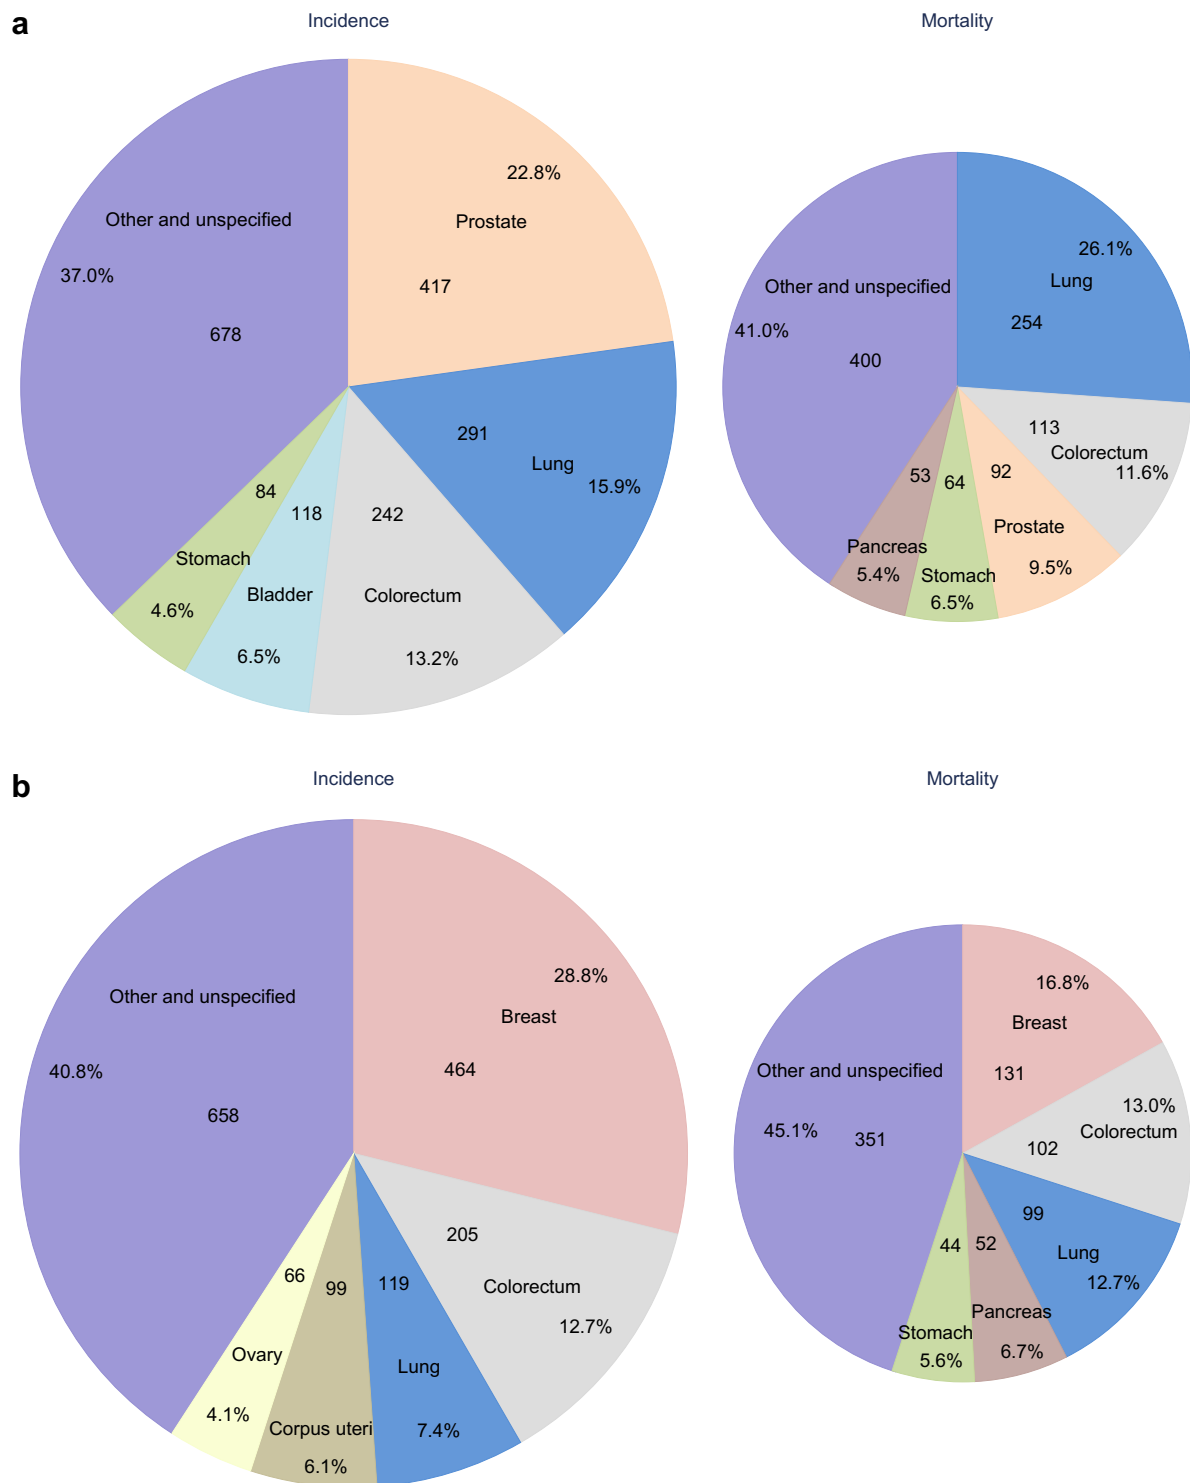 a
Incidence
Mortality
22.8%
Prostate
417
Other and unspecified
37.0%
678
291
Lung
15.9%
84
118
242
Stomach
4.6%
Bladder
6.5%
Colorectum
13.2%
26.1%
Lung
254
Other and unspecified
41.0%
400
113
Colorectum
11.6%
53
64
92
Prostate
9.5%
Pancreas
5.4%
Stomach
6.5%
b
Incidence
Mortality
28.8%
Breast
464
Other and unspecified
40.8%
658
205
Colorectum
12.7%
66
99
119
Ovary
4.1%
Lung
7.4%
Corpus uteri
6.1%
16.8%
Breast
131
Other and unspecified
45.1%
351
13.0%
Colorectum
102
99
Lung
12.7%
44
52
Pancreas
6.7%
Stomach
5.6%